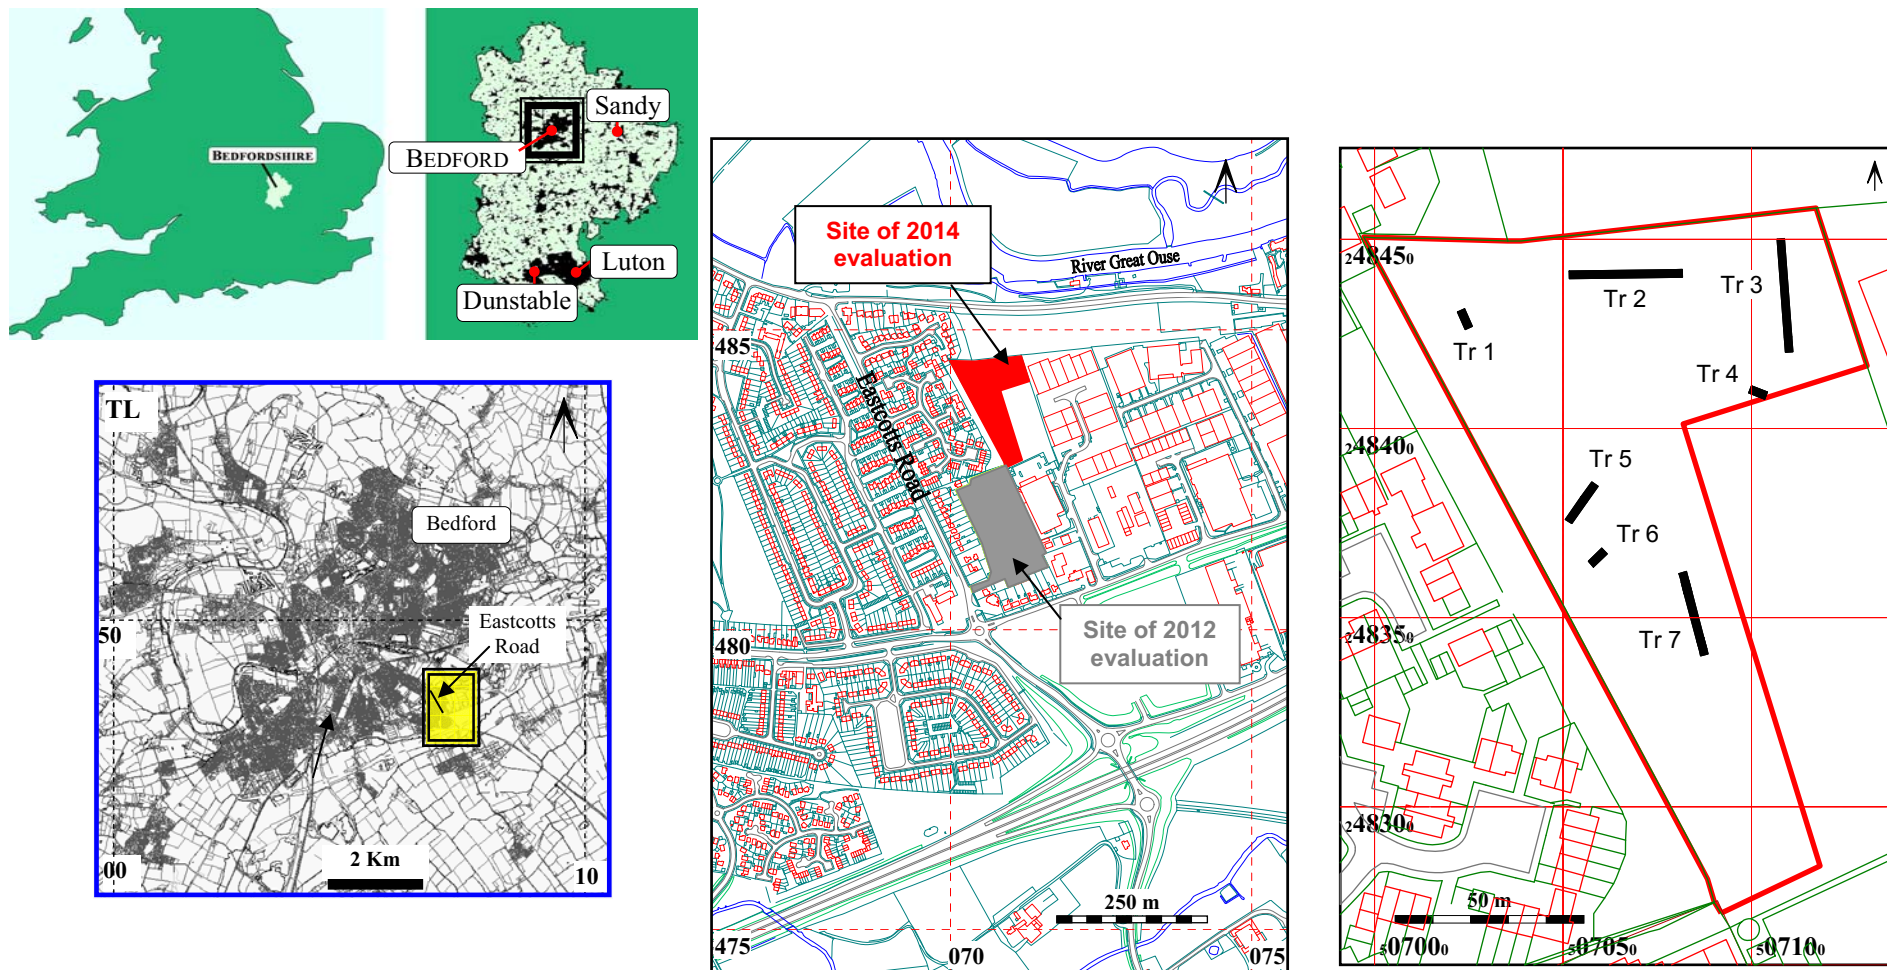 BEDFORDSHIRE
Sandy
BEDFORD
Luton
Dunstable
TL
Bedford
Eastcotts
Road
50
2 Km
00
10
Site of 2014
evaluation
River Great Ouse
485
Eastcotts Road
480
Site of 2012
evaluation
250 m
475
070
075
248450
Tr 2
Tr 3
Tr 1
Tr 4
248400
Tr 5
Tr 6
248350
Tr 7
248300
50 m
507000
507050
507100